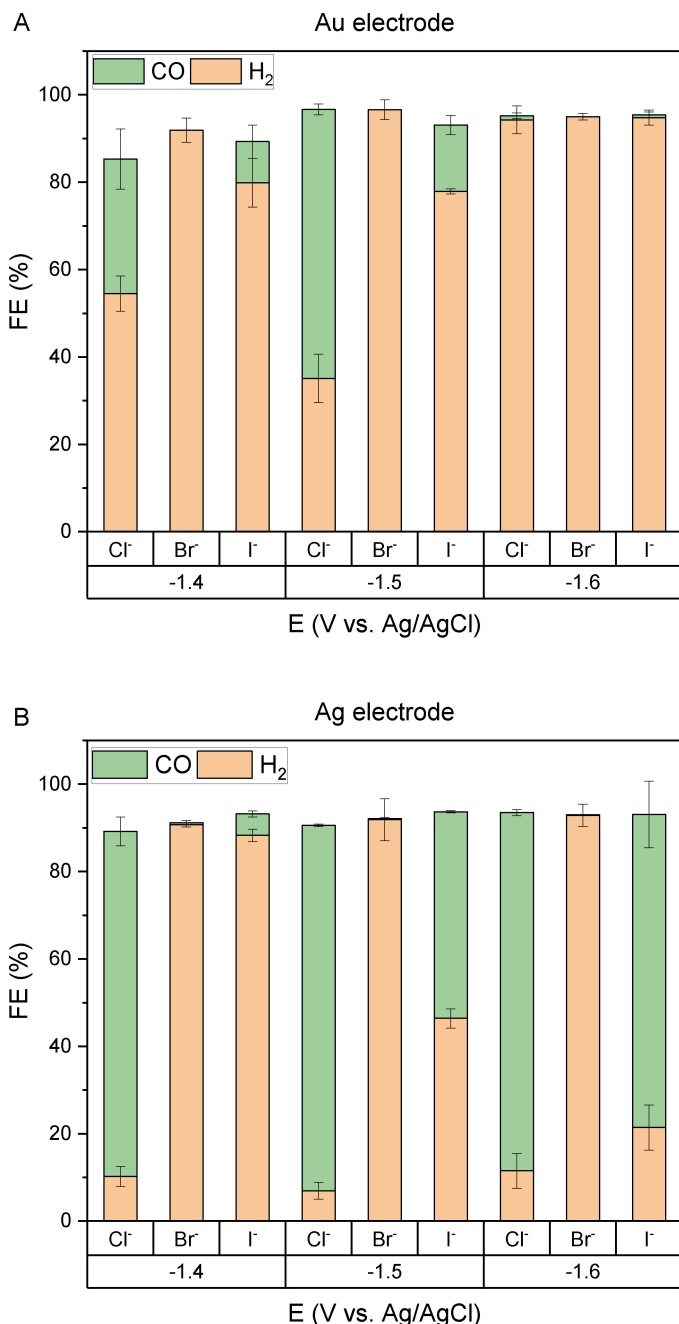 A
Au electrode
CO H₂
100
80
60
40
20
0
FE (%)
Cl⁻ Br⁻ I⁻ Cl⁻ Br⁻ I⁻ Cl⁻ Br⁻ I⁻
-1.4 -1.5 -1.6
E (V vs. Ag/AgCl)
B
Ag electrode
CO H₂
100
80
60
40
20
0
FE (%)
Cl⁻ Br⁻ I⁻ Cl⁻ Br⁻ I⁻ Cl⁻ Br⁻ I⁻
-1.4 -1.5 -1.6
E (V vs. Ag/AgCl)